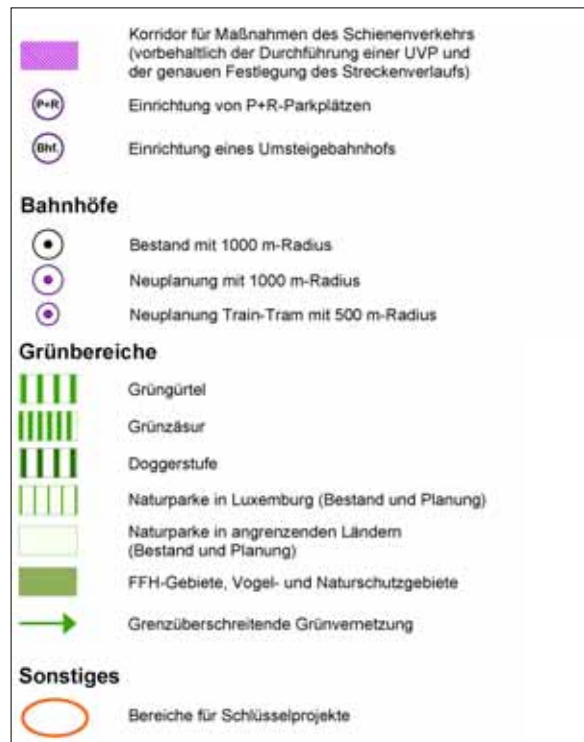 Korridor für Maßnahmen des Schienenverkehrs
(vorbehaltlich der Durchführung einer UVP und
der genauen Festlegung des Streckenverlaufs)
P+R
Einrichtung von P+R-Parkplätzen
Bhf.
Einrichtung eines Umsteigebahnhofs
Bahnhöfe
Bestand mit 1000 m-Radius
Neuplanung mit 1000 m-Radius
Neuplanung Train-Tram mit 500 m-Radius
Grünbereiche
Grüngürtel
Grünzäsur
Doggerstufe
Naturparke in Luxemburg (Bestand und Planung)
Naturparke in angrenzenden Ländern
(Bestand und Planung)
FFH-Gebiete, Vogel- und Naturschutzgebiete
Grenzüberschreitende Grünvernetzung
Sonstiges
Bereiche für Schlüsselprojekte